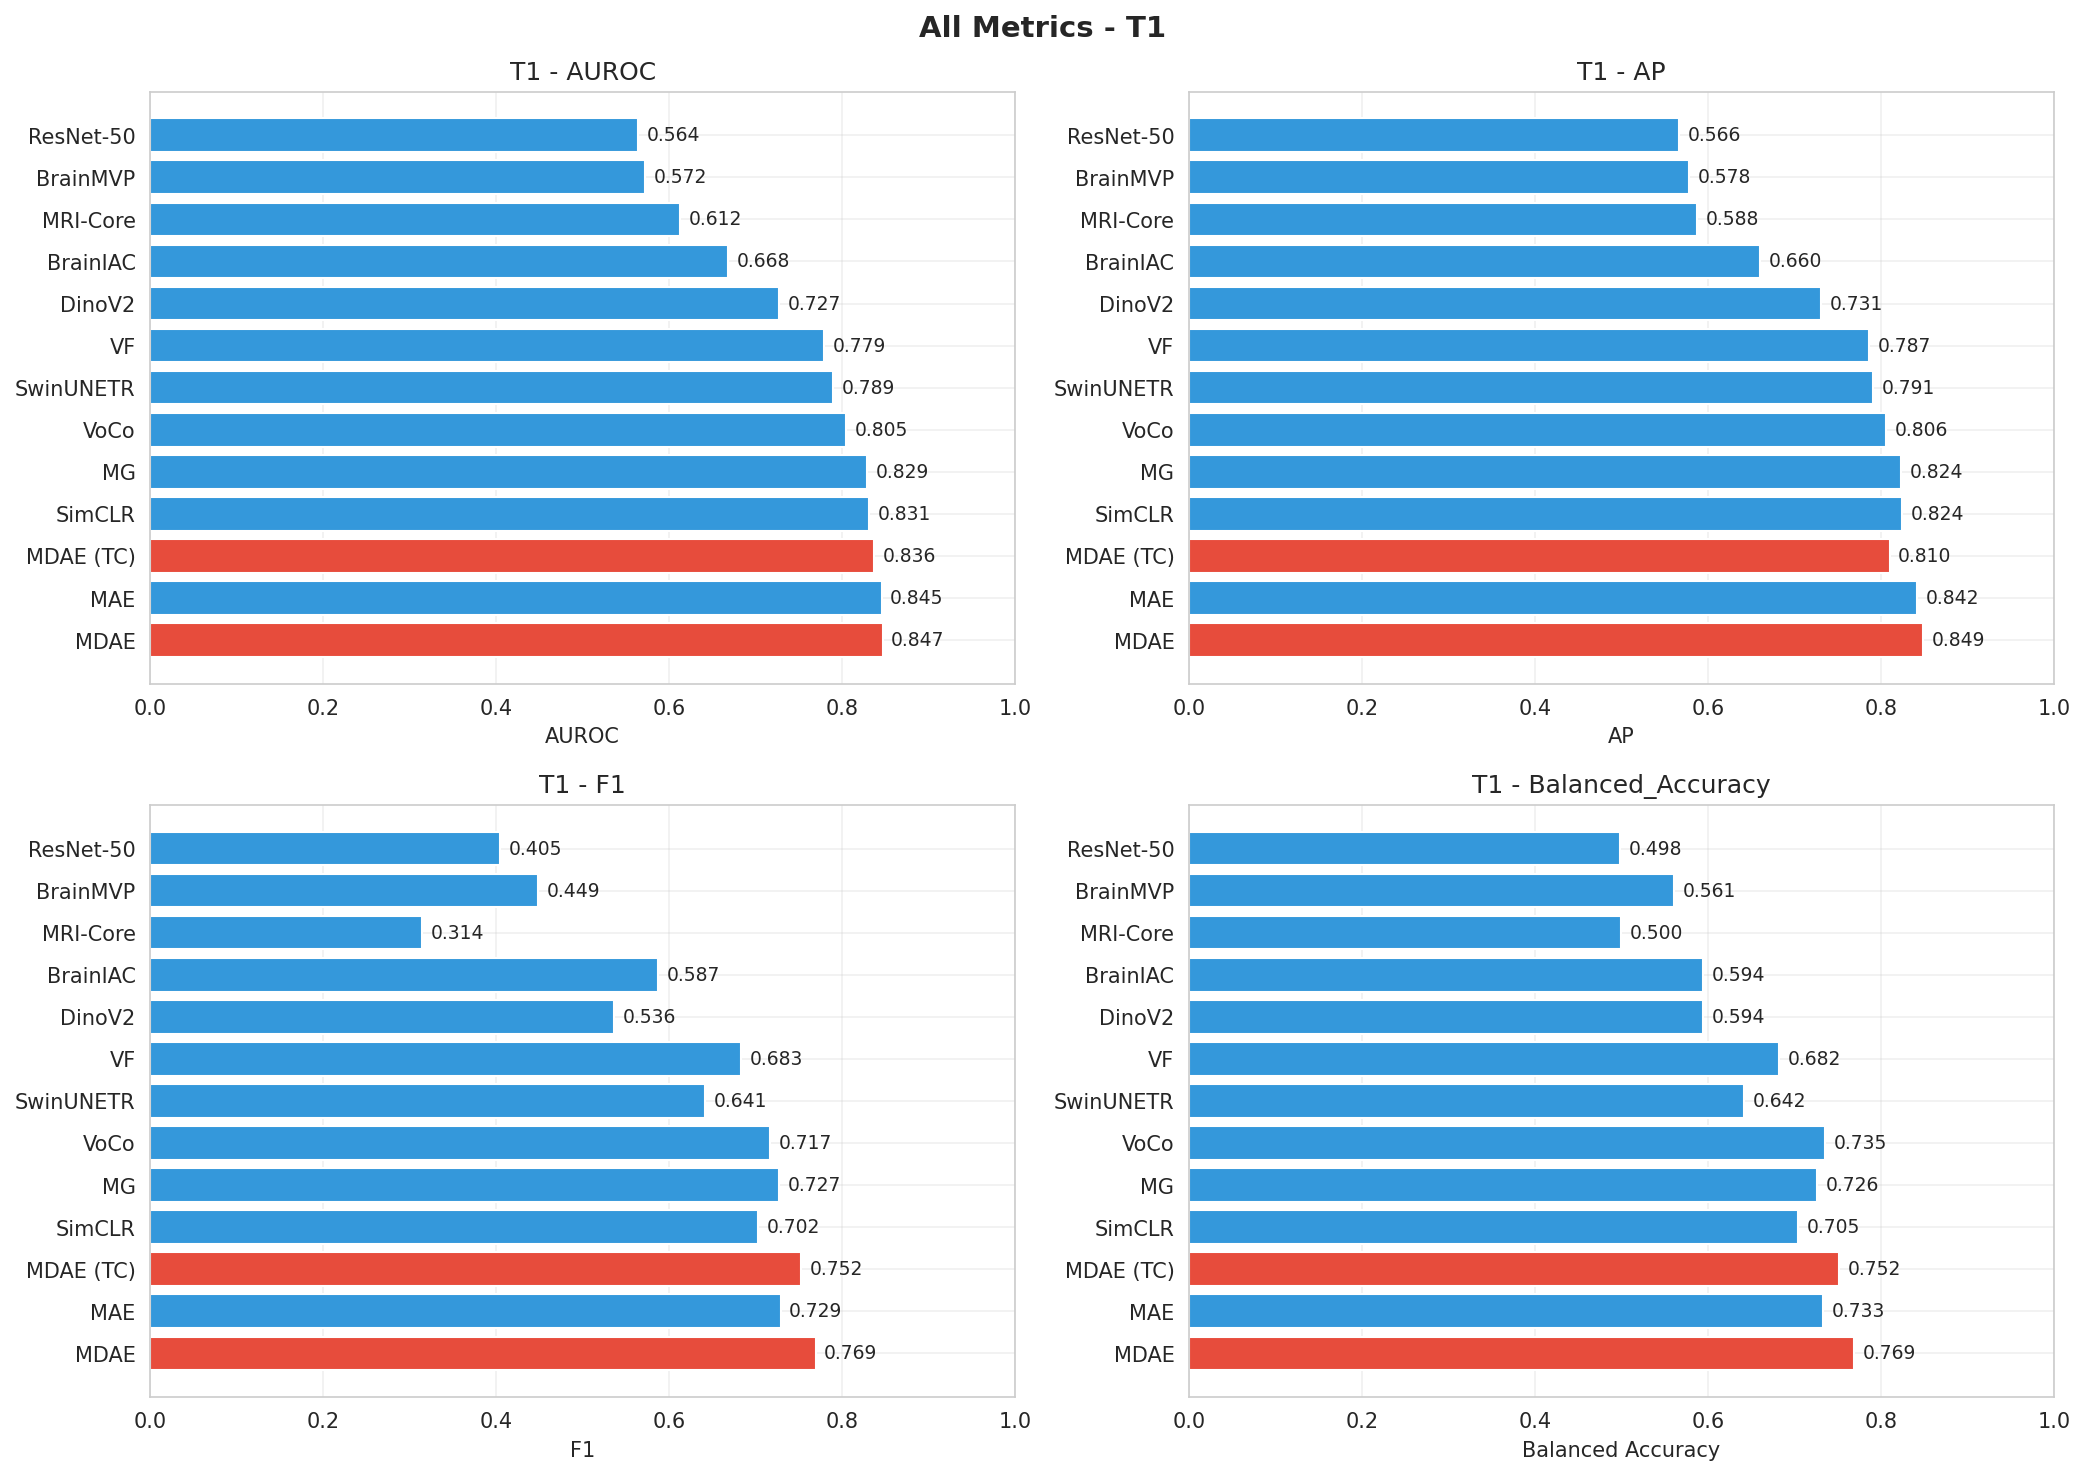 All Metrics - T1
T1 - AUROC
ResNet-50 0.564
BrainMVP 0.572
MRI-Core 0.612
BrainIAC 0.668
DinoV2 0.727
VF 0.779
SwinUNETR 0.789
VoCo 0.805
MG 0.829
SimCLR 0.831
MDAE (TC) 0.836
MAE 0.845
MDAE 0.847
0.0 0.2 0.4 0.6 0.8 1.0
AUROC
T1 - AP
ResNet-50 0.566
BrainMVP 0.578
MRI-Core 0.588
BrainIAC 0.660
DinoV2 0.731
VF 0.787
SwinUNETR 0.791
VoCo 0.806
MG 0.824
SimCLR 0.824
MDAE (TC) 0.810
MAE 0.842
MDAE 0.849
0.0 0.2 0.4 0.6 0.8 1.0
AP
T1 - F1
ResNet-50 0.405
BrainMVP 0.449
MRI-Core 0.314
BrainIAC 0.587
DinoV2 0.536
VF 0.683
SwinUNETR 0.641
VoCo 0.717
MG 0.727
SimCLR 0.702
MDAE (TC) 0.752
MAE 0.729
MDAE 0.769
0.0 0.2 0.4 0.6 0.8 1.0
F1
T1 - Balanced_Accuracy
ResNet-50 0.498
BrainMVP 0.561
MRI-Core 0.500
BrainIAC 0.594
DinoV2 0.594
VF 0.682
SwinUNETR 0.642
VoCo 0.735
MG 0.726
SimCLR 0.705
MDAE (TC) 0.752
MAE 0.733
MDAE 0.769
0.0 0.2 0.4 0.6 0.8 1.0
Balanced Accuracy